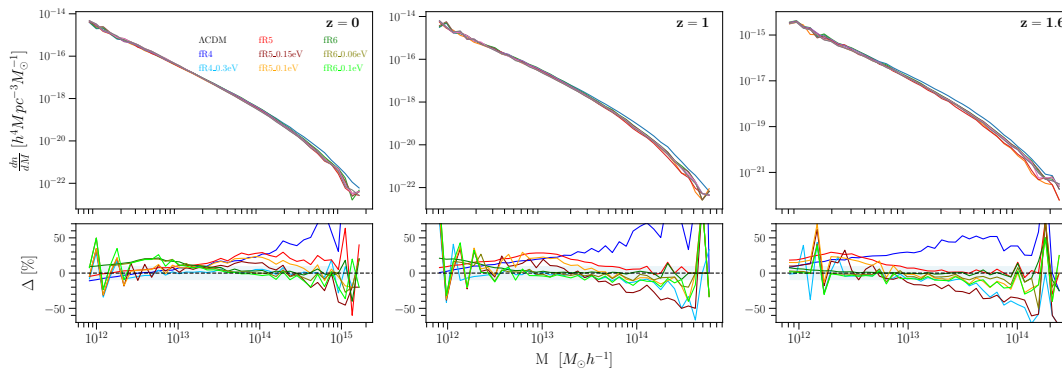 z = 0
z = 1
z = 1.6
10^{-14}
10^{-16}
10^{-18}
10^{-20}
10^{-22}
10^{-14}
10^{-16}
10^{-18}
10^{-20}
10^{-22}
10^{-15}
10^{-17}
10^{-19}
10^{-21}
ΛCDM fR5 fR6
fR4 fR5_0.15eV fR6_0.06eV
fR4_0.3eV fR5_0.1eV fR6_0.1eV
dn/dM [h^4 Mpc^{-3} M_⊙^{-1}]
Δ [%]
50
0
−50
50
0
−50
50
0
−50
10^{12} 10^{13} 10^{14} 10^{15}
10^{12} 10^{13} 10^{14}
10^{12} 10^{13} 10^{14}
M [M_⊙ h^{-1}]